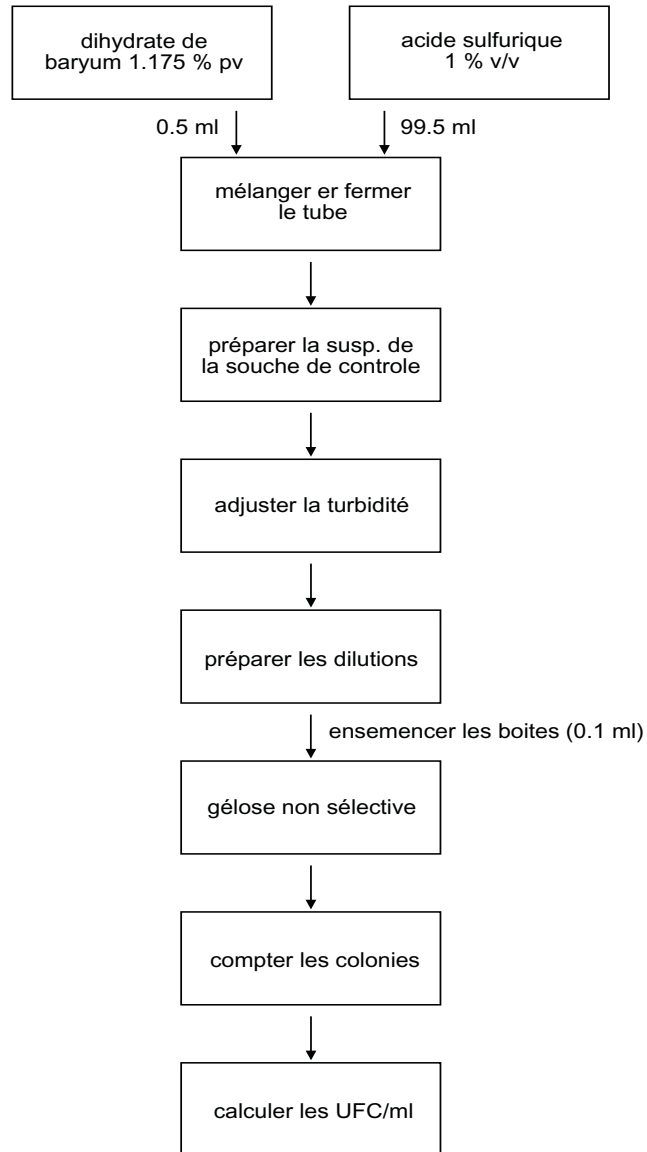 dihydrate de
baryum 1.175 % pv
acide sulfurique
1 % v/v
0.5 ml
99.5 ml
mélanger er fermer
le tube
préparer la susp. de
la souche de controle
adjuster la turbidité
préparer les dilutions
ensemencer les boites (0.1 ml)
gélose non sélective
compter les colonies
calculer les UFC/ml